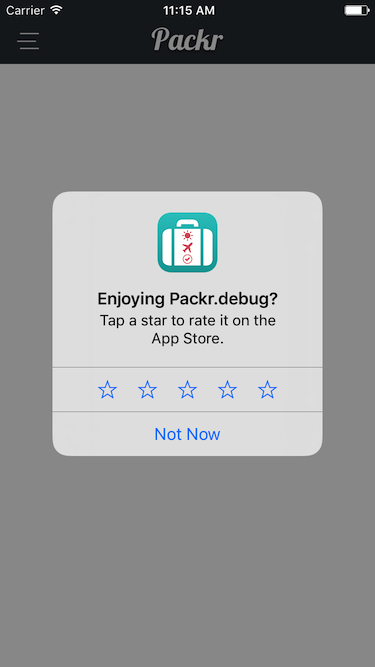 Carrier 11:15 AM
Packr
Enjoying Packr.debug?
Tap a star to rate it on the
App Store.
Not Now